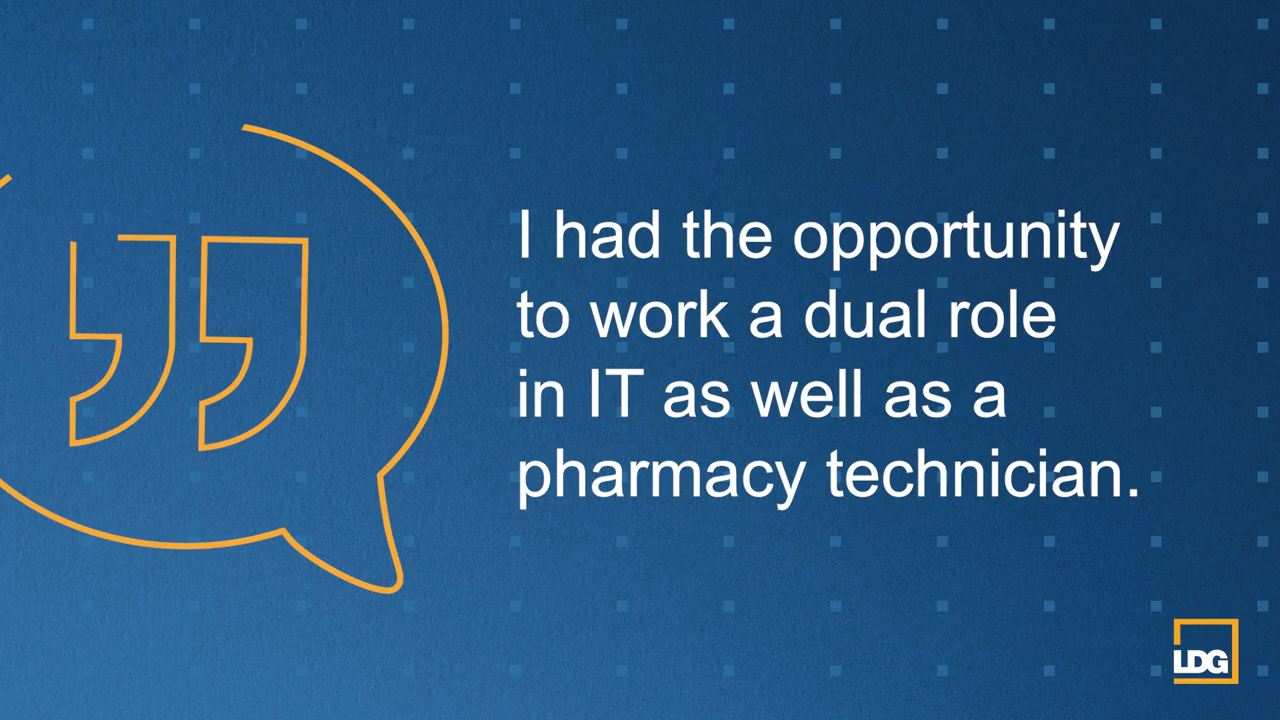 I had the opportunity
to work a dual role
in IT as well as a
pharmacy technician.
LDG